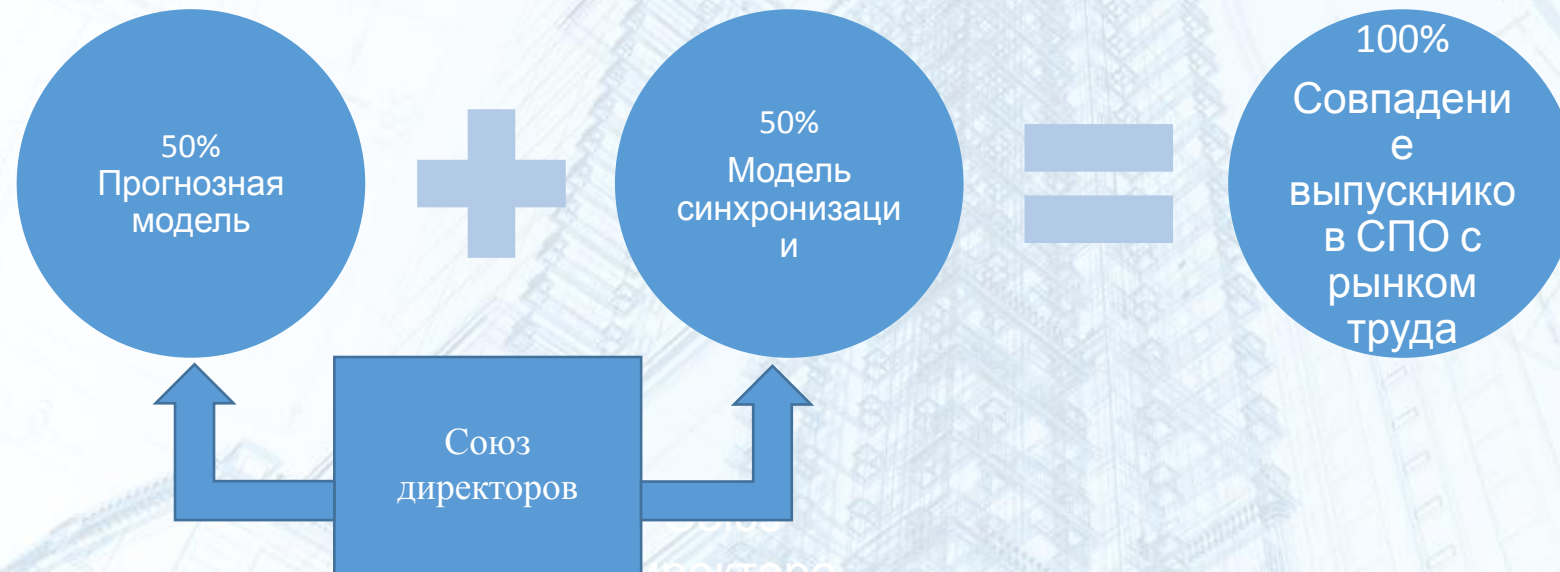 50%
Прогнозная
модель
50%
Модель
синхронизаци
и
100%
Совпадени
е
выпускнико
в СПО с
рынком
труда
Союз
директоров